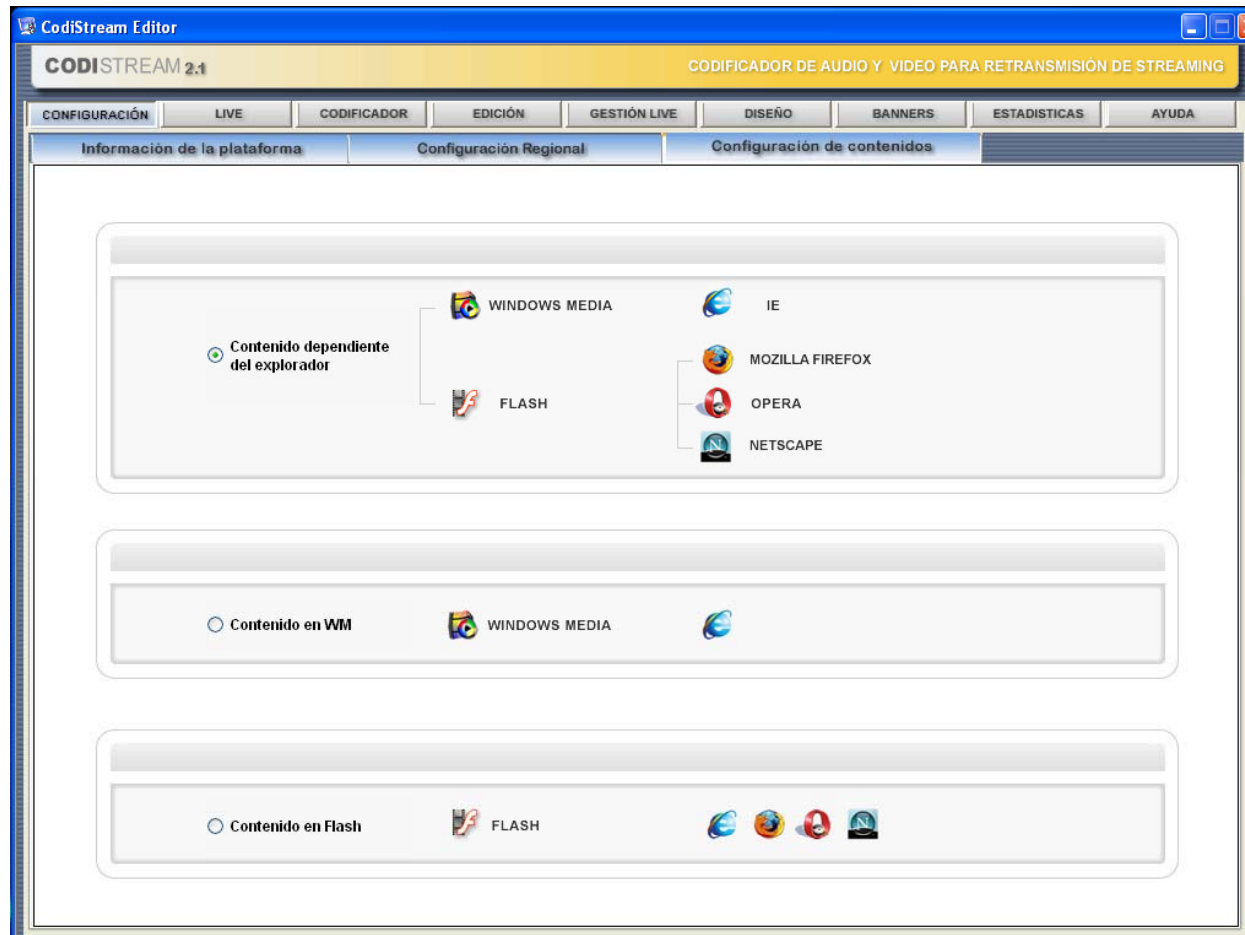 CodiStream Editor
CODISTREAM 2.1
CODIFICADOR DE AUDIO Y VIDEO PARA RETRANSMISIÓN DE STREAMING
CONFIGURACIÓN LIVE CODIFICADOR EDICIÓN GESTIÓN LIVE DISEÑO BANNERS ESTADISTICAS AYUDA
Información de la plataforma Configuración Regional Configuración de contenidos
WINDOWS MEDIA IE
Contenido dependiente
del explorador
MOZILLA FIREFOX
FLASH OPERA
NETSCAPE
Contenido en WM WINDOWS MEDIA
Contenido en Flash FLASH